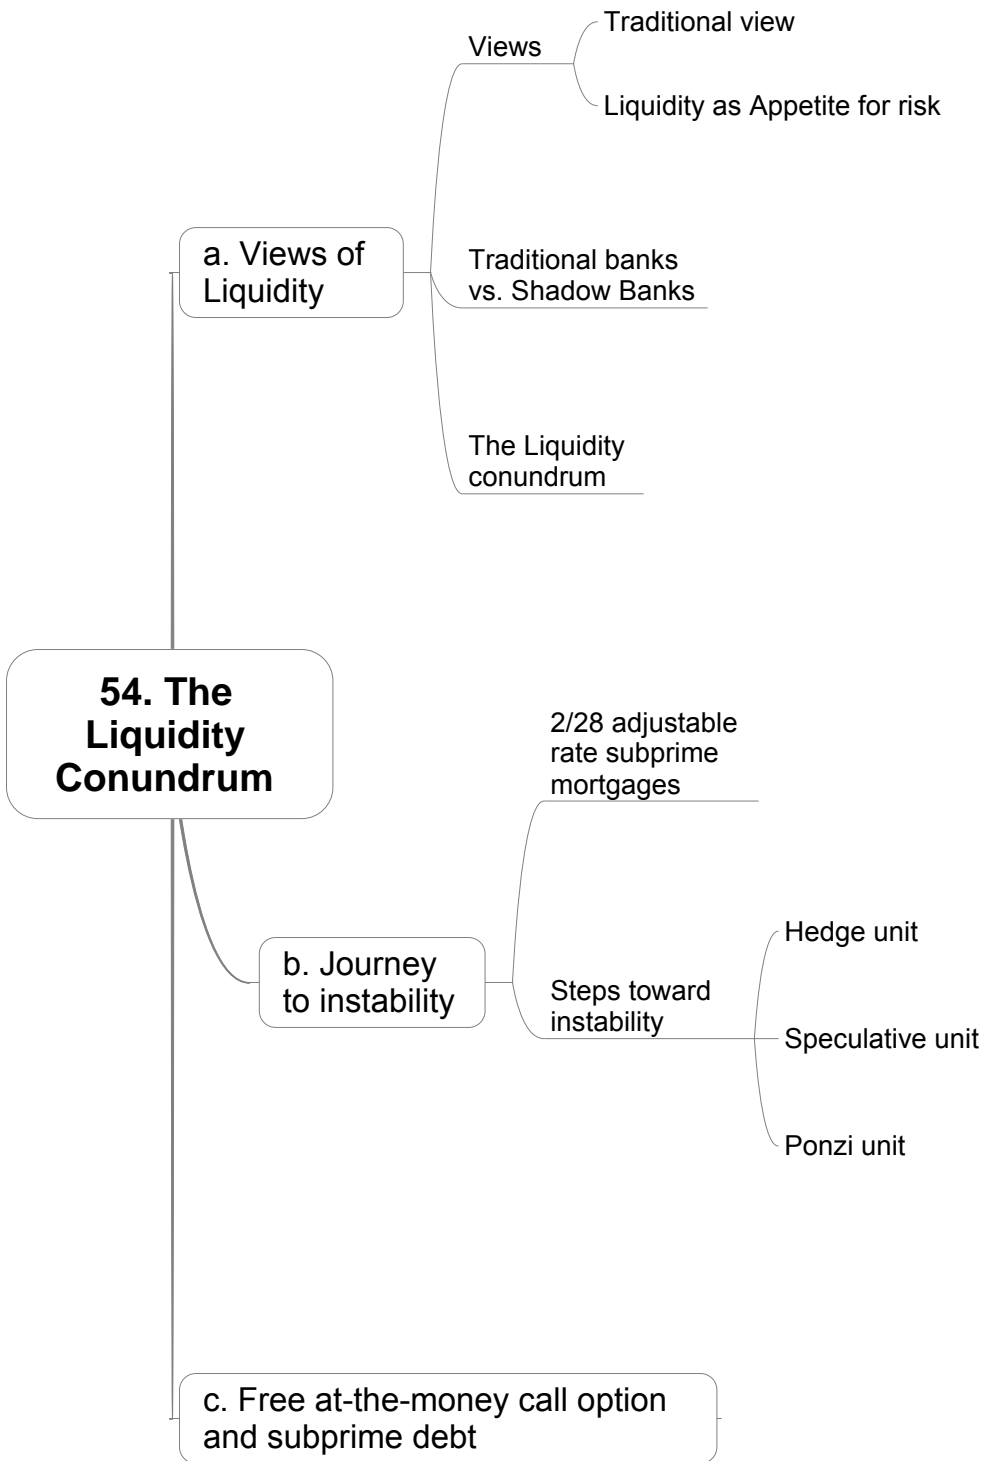 54. The
Liquidity
Conundrum
a. Views of
Liquidity
Views
Traditional view
Liquidity as Appetite for risk
Traditional banks
vs. Shadow Banks
The Liquidity
conundrum
b. Journey
to instability
2/28 adjustable
rate subprime
mortgages
Steps toward
instability
Hedge unit
Speculative unit
Ponzi unit
c. Free at-the-money call option
and subprime debt